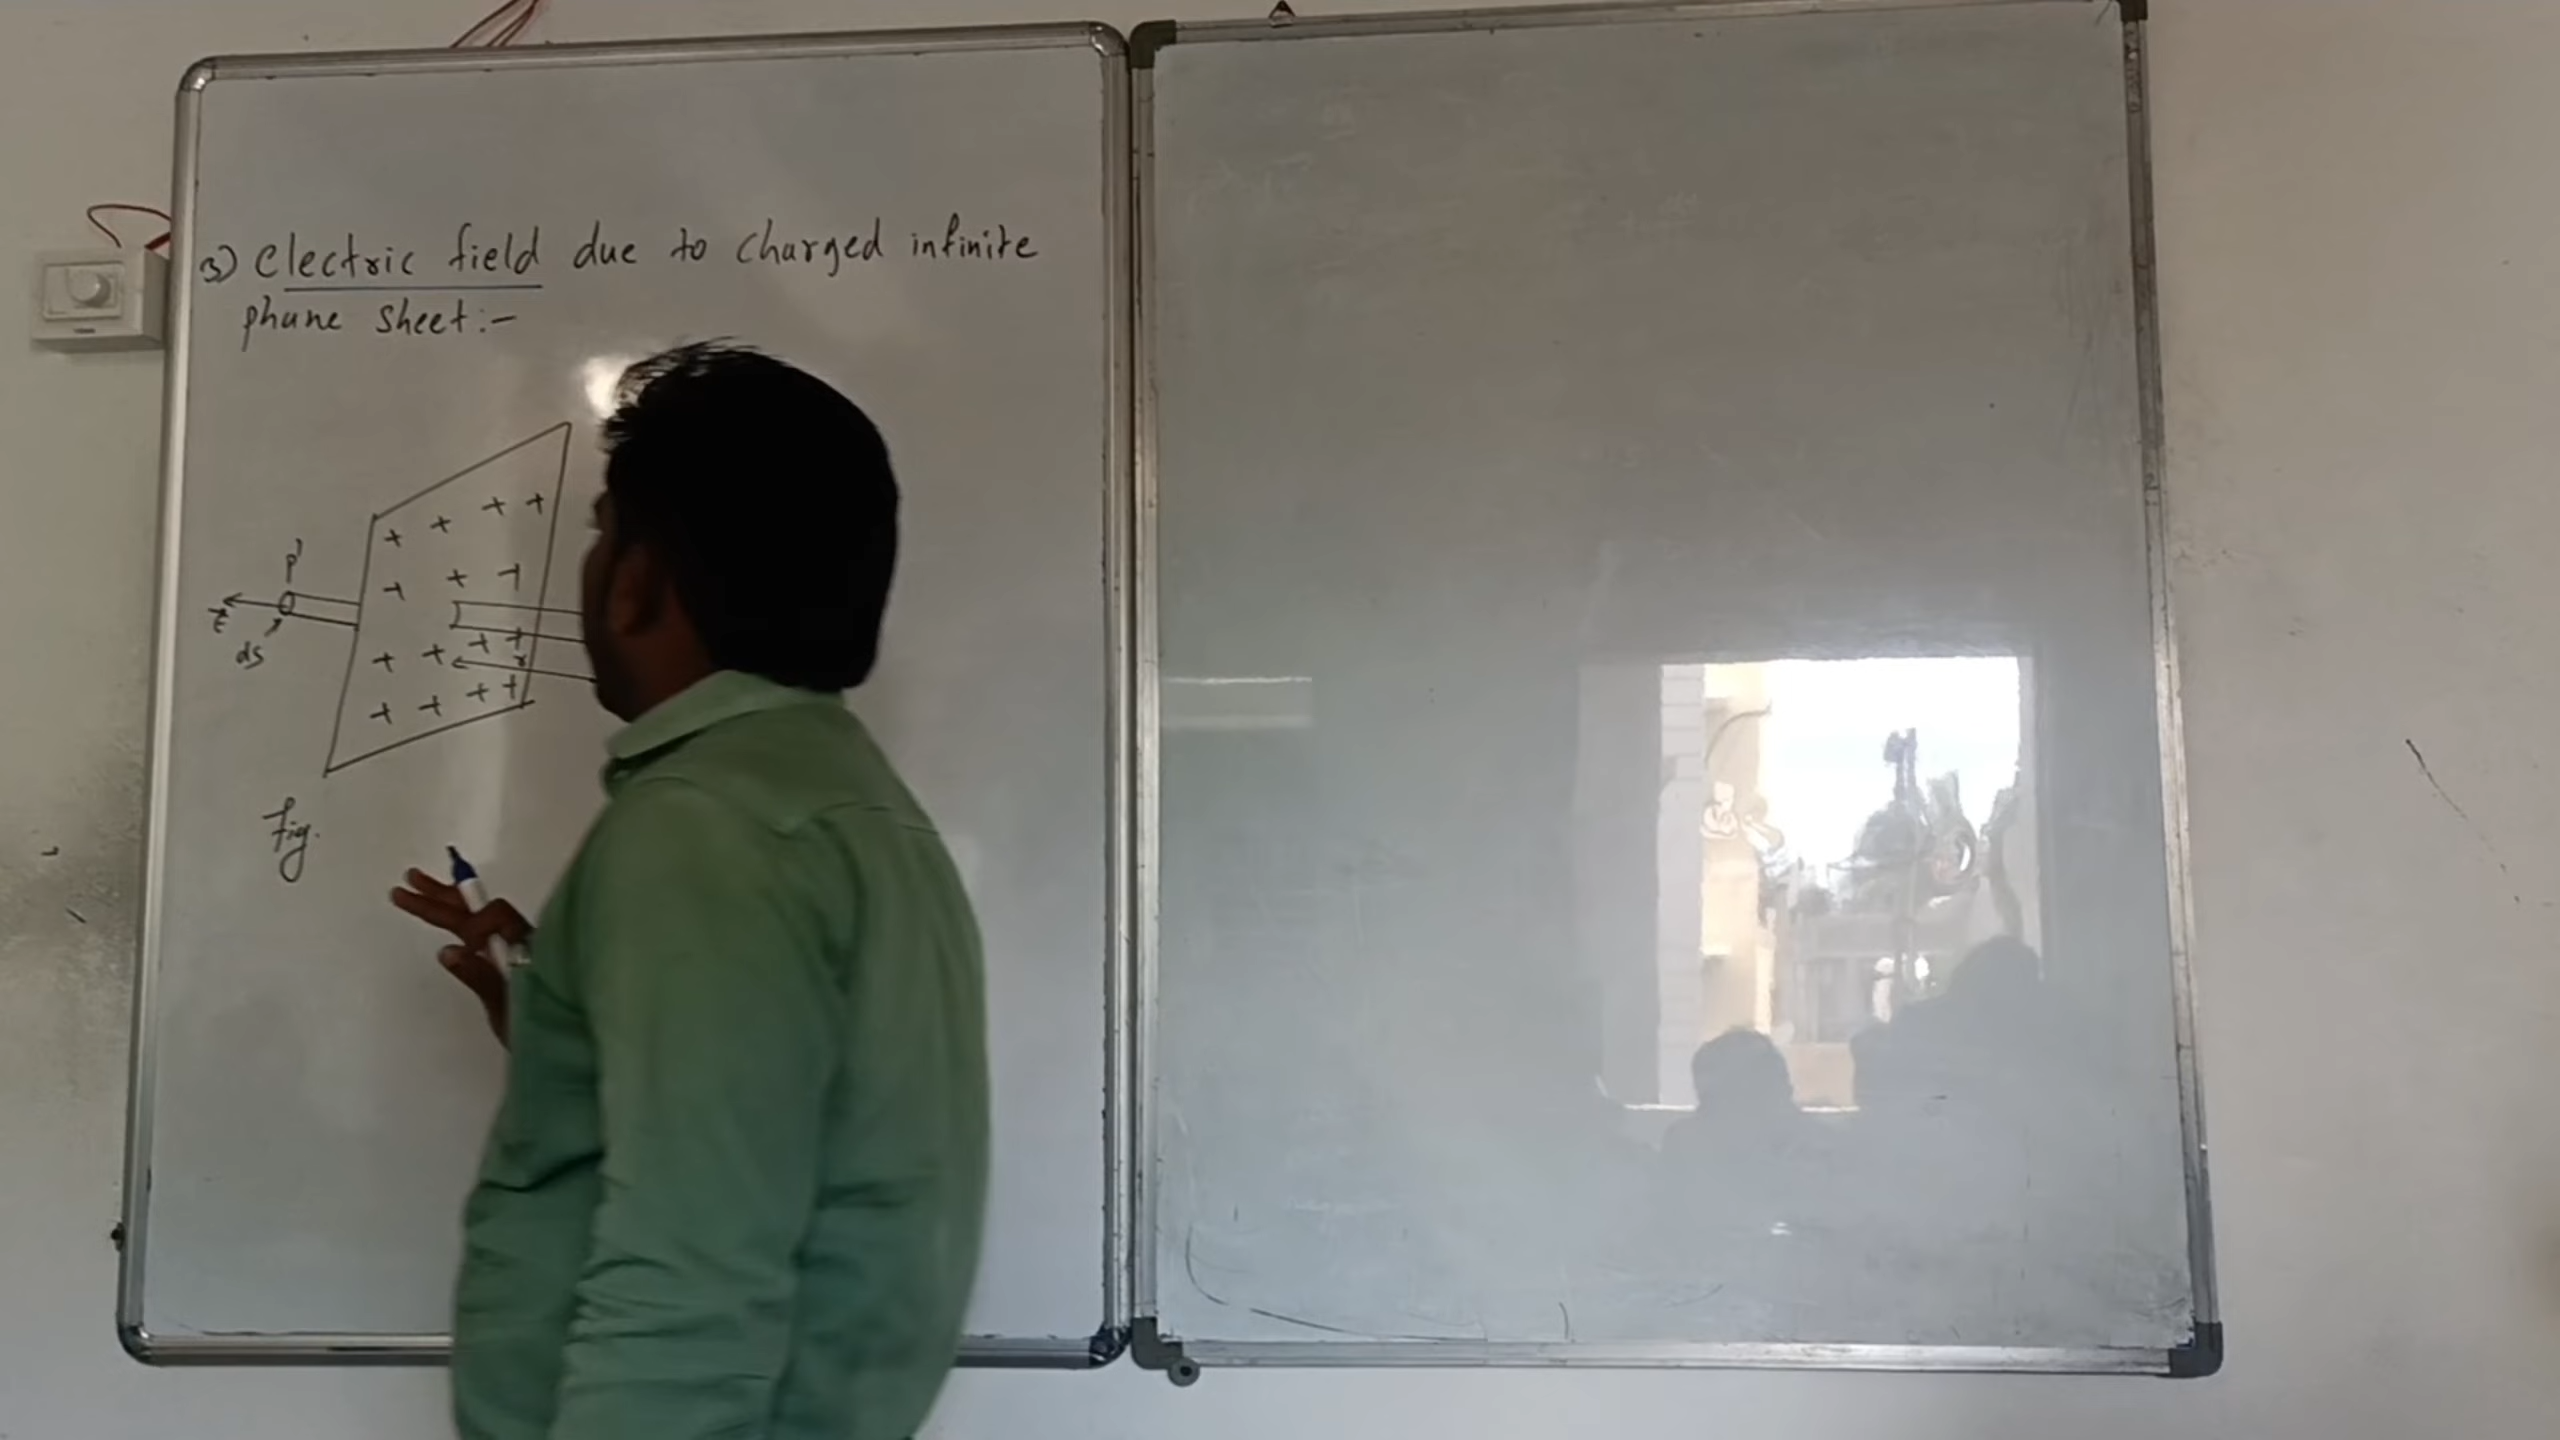 3) Electric field due to charged infinite
phane sheet:-
+ + + +
P'
+ + +
E
ds
+ + + +
r
+ + + +
Fig.